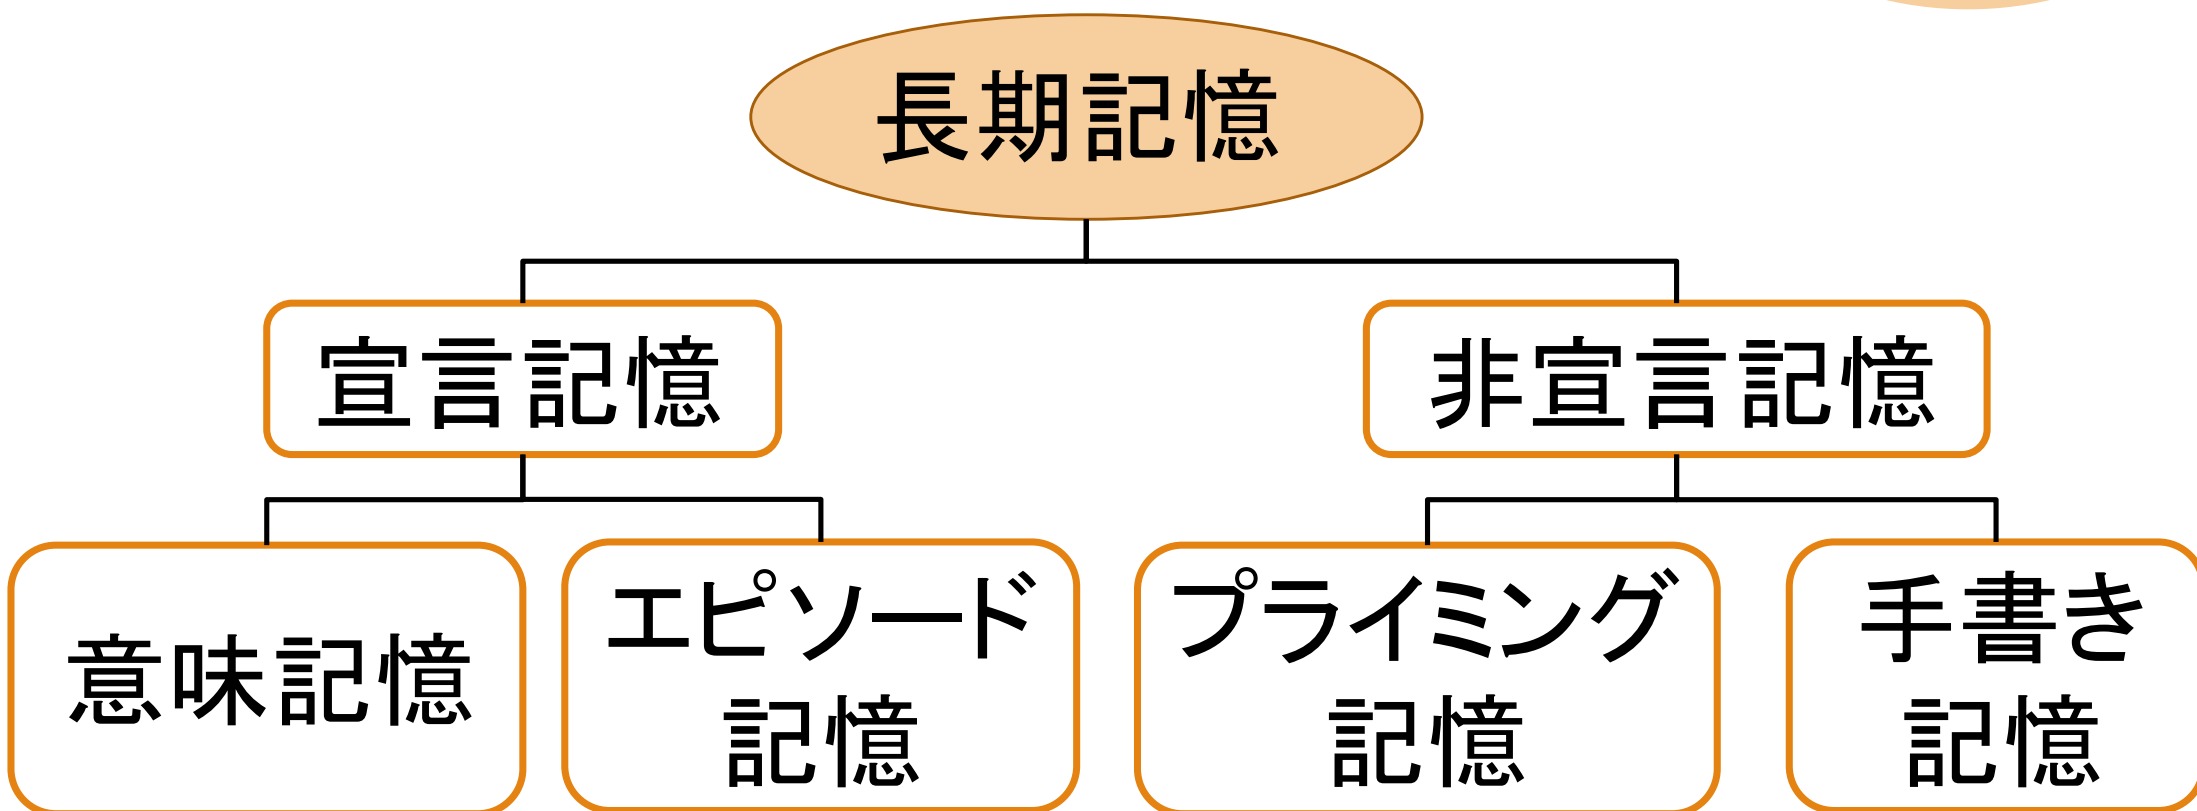 長期記憶
宣言記憶
非宣言記憶
意味記憶
エピソード
記憶
プライミング
記憶
手書き
記憶